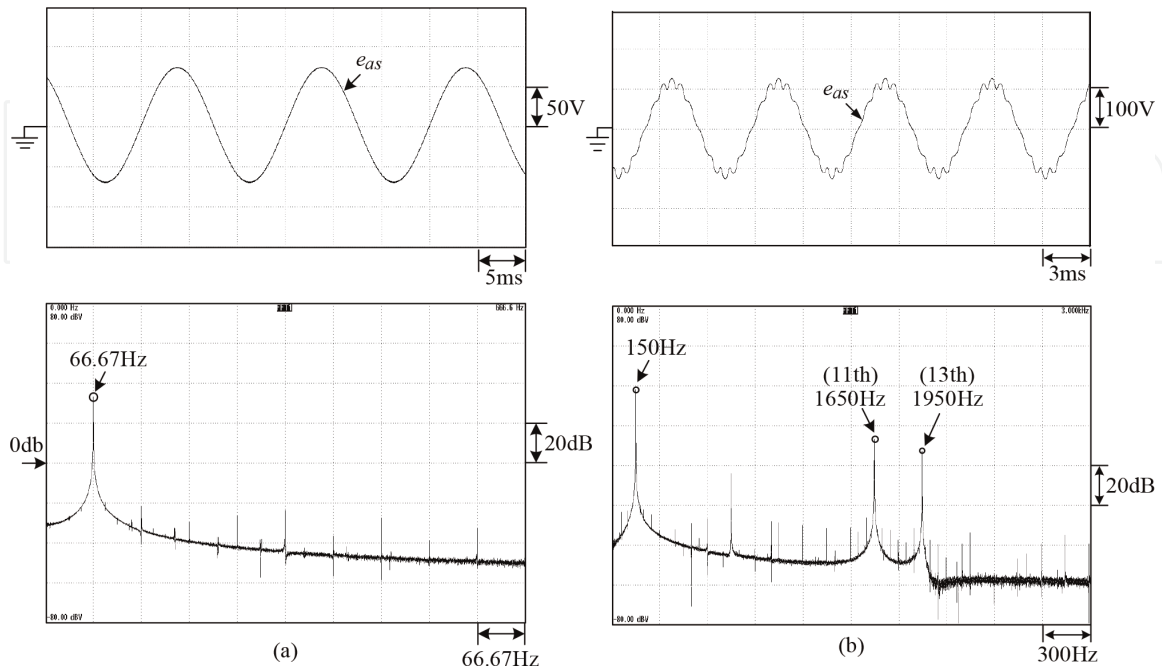 e_as
50V
5ms
e_as
100V
3ms
0.000 Hz
666.6 Hz
80.00 dBV
66.67Hz
0db
20dB
-80.00 dBV
66.67Hz
(a)
0.000 Hz
3.000kHz
80.00 dBV
150Hz
(11th)
1650Hz
(13th)
1950Hz
20dB
-80.00 dBV
300Hz
(b)